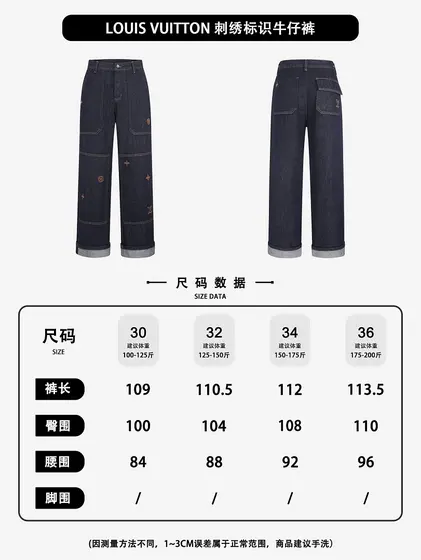 LOUIS VUITTON 刺绣标识牛仔裤
尺码数据
SIZE DATA
尺码 30 32 34 36
SIZE 建议体重 建议体重 建议体重 建议体重
100-125斤 125-150斤 150-175斤 175-200斤
裤长 109 110.5 112 113.5
臀围 100 104 108 110
腰围 84 88 92 96
脚围 / / / /
(因测量方法不同，1~3CM误差属于正常范围，商品建议手洗)